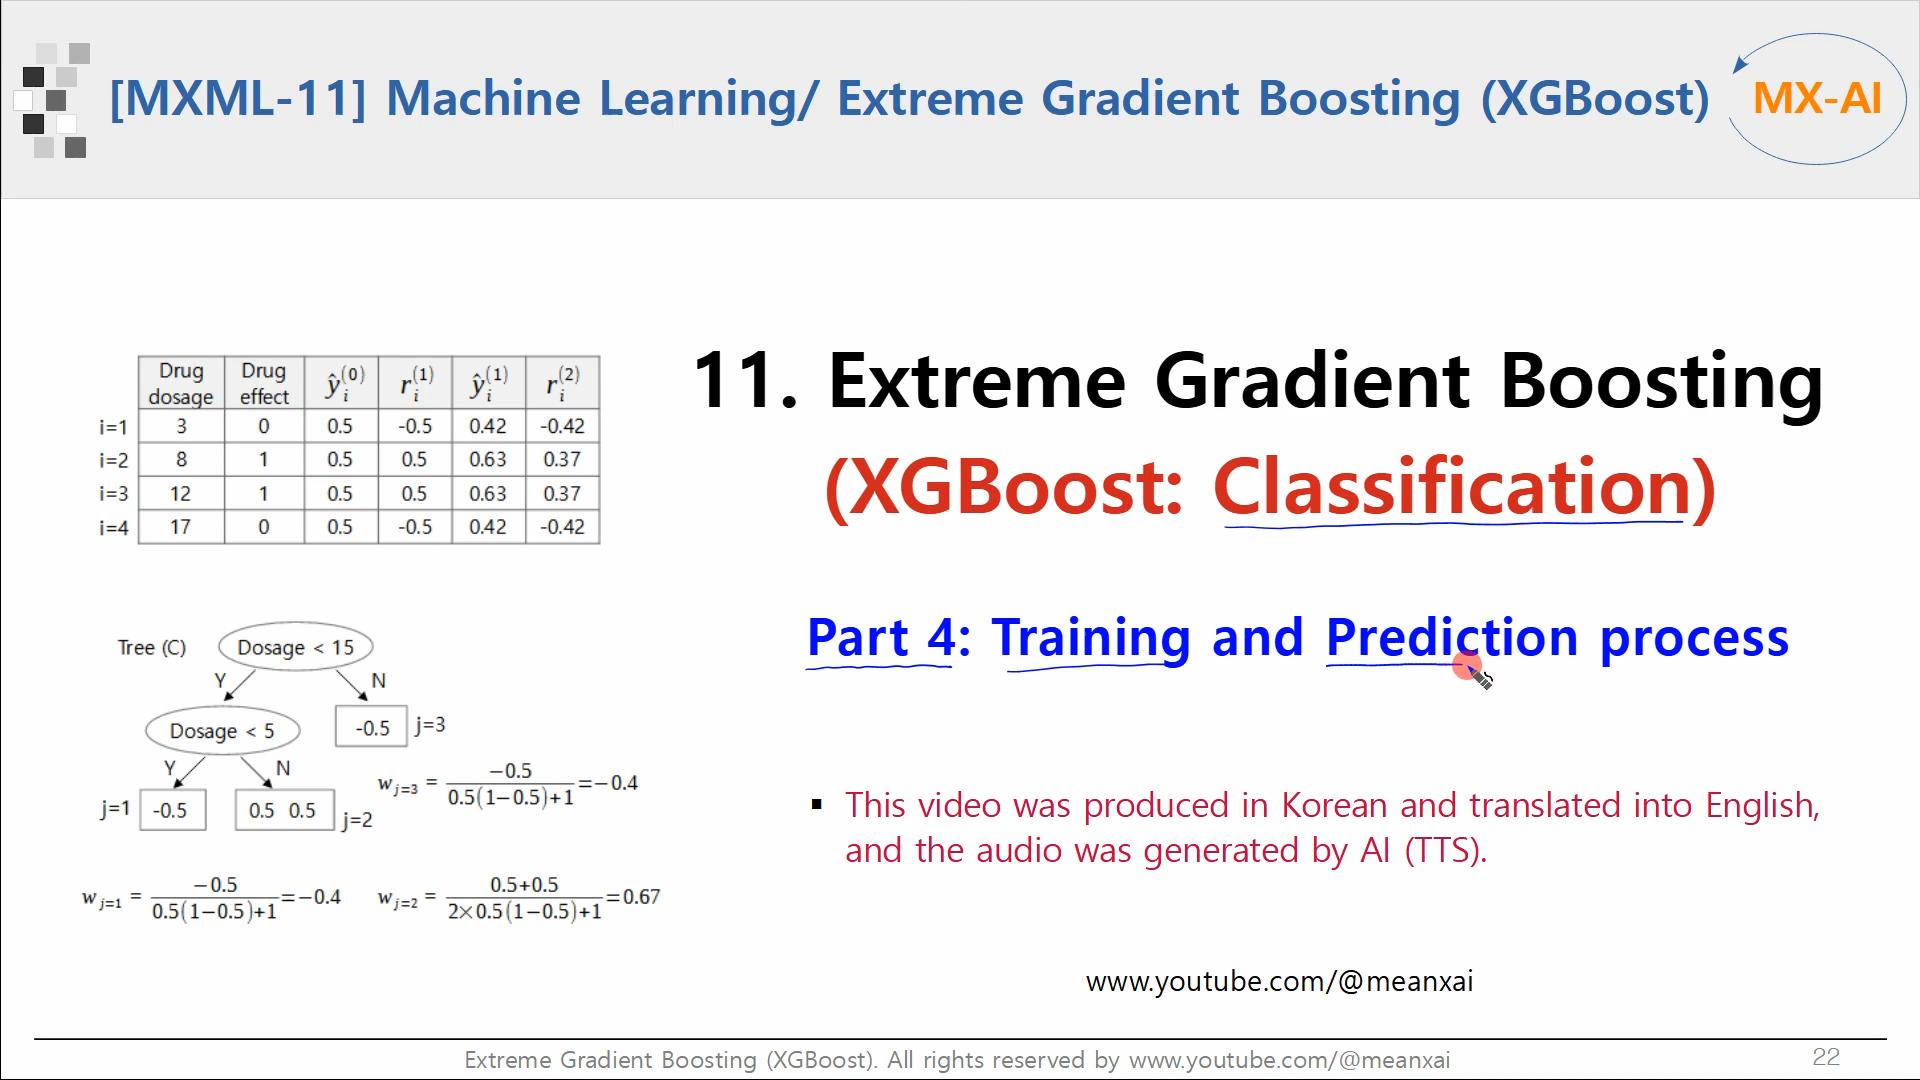 [MXML-11] Machine Learning/ Extreme Gradient Boosting (XGBoost)
MX-AI
Drug dosage Drug effect ŷᵢ⁽⁰⁾ rᵢ⁽¹⁾ ŷᵢ⁽¹⁾ rᵢ⁽²⁾
i=1 3 0 0.5 -0.5 0.42 -0.42
i=2 8 1 0.5 0.5 0.63 0.37
i=3 12 1 0.5 0.5 0.63 0.37
i=4 17 0 0.5 -0.5 0.42 -0.42
Tree (C) Dosage < 15
Y N
Dosage < 5 -0.5 j=3
Y N
j=1 -0.5 0.5 0.5 j=2
w j=3 = −0.5 / 0.5(1−0.5)+1 =−0.4
w j=1 = −0.5 / 0.5(1−0.5)+1 =−0.4
w j=2 = 0.5+0.5 / 2×0.5(1−0.5)+1 =0.67
11. Extreme Gradient Boosting
(XGBoost: Classification)
Part 4: Training and Prediction process
▪ This video was produced in Korean and translated into English,
and the audio was generated by AI (TTS).
www.youtube.com/@meanxai
Extreme Gradient Boosting (XGBoost). All rights reserved by www.youtube.com/@meanxai
22